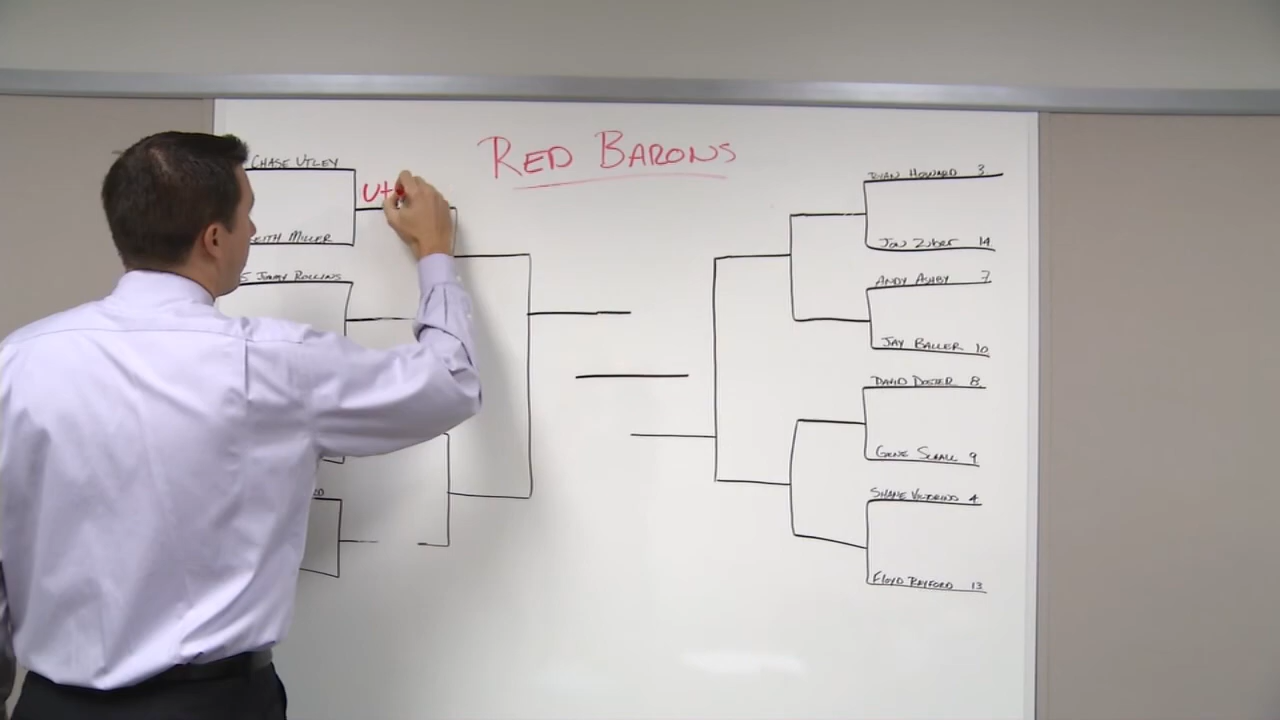 RED BARONS
CHASE UTLEY
Ut
KEITH MILLER
5 JIMMY ROLLINS
RYAN HOWARD 3
JON ZUBER 14
ANDY ASHBY 7
JAY BALLER 10
DAVID DOSTER 8
GENE SCHALL 9
SHANE VICTORINO 4
FLOYD RAYFORD 13